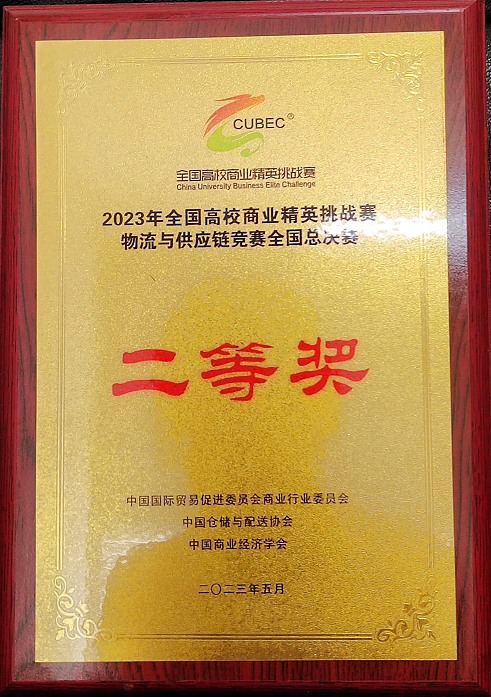 CUBEC®
全国高校商业精英挑战赛
China University Business Elite Challenge
2023年全国高校商业精英挑战赛
物流与供应链竞赛全国总决赛
二等奖
中国国际贸易促进委员会商业行业委员会
中国仓储与配送协会
中国商业经济学会
二〇二三年五月